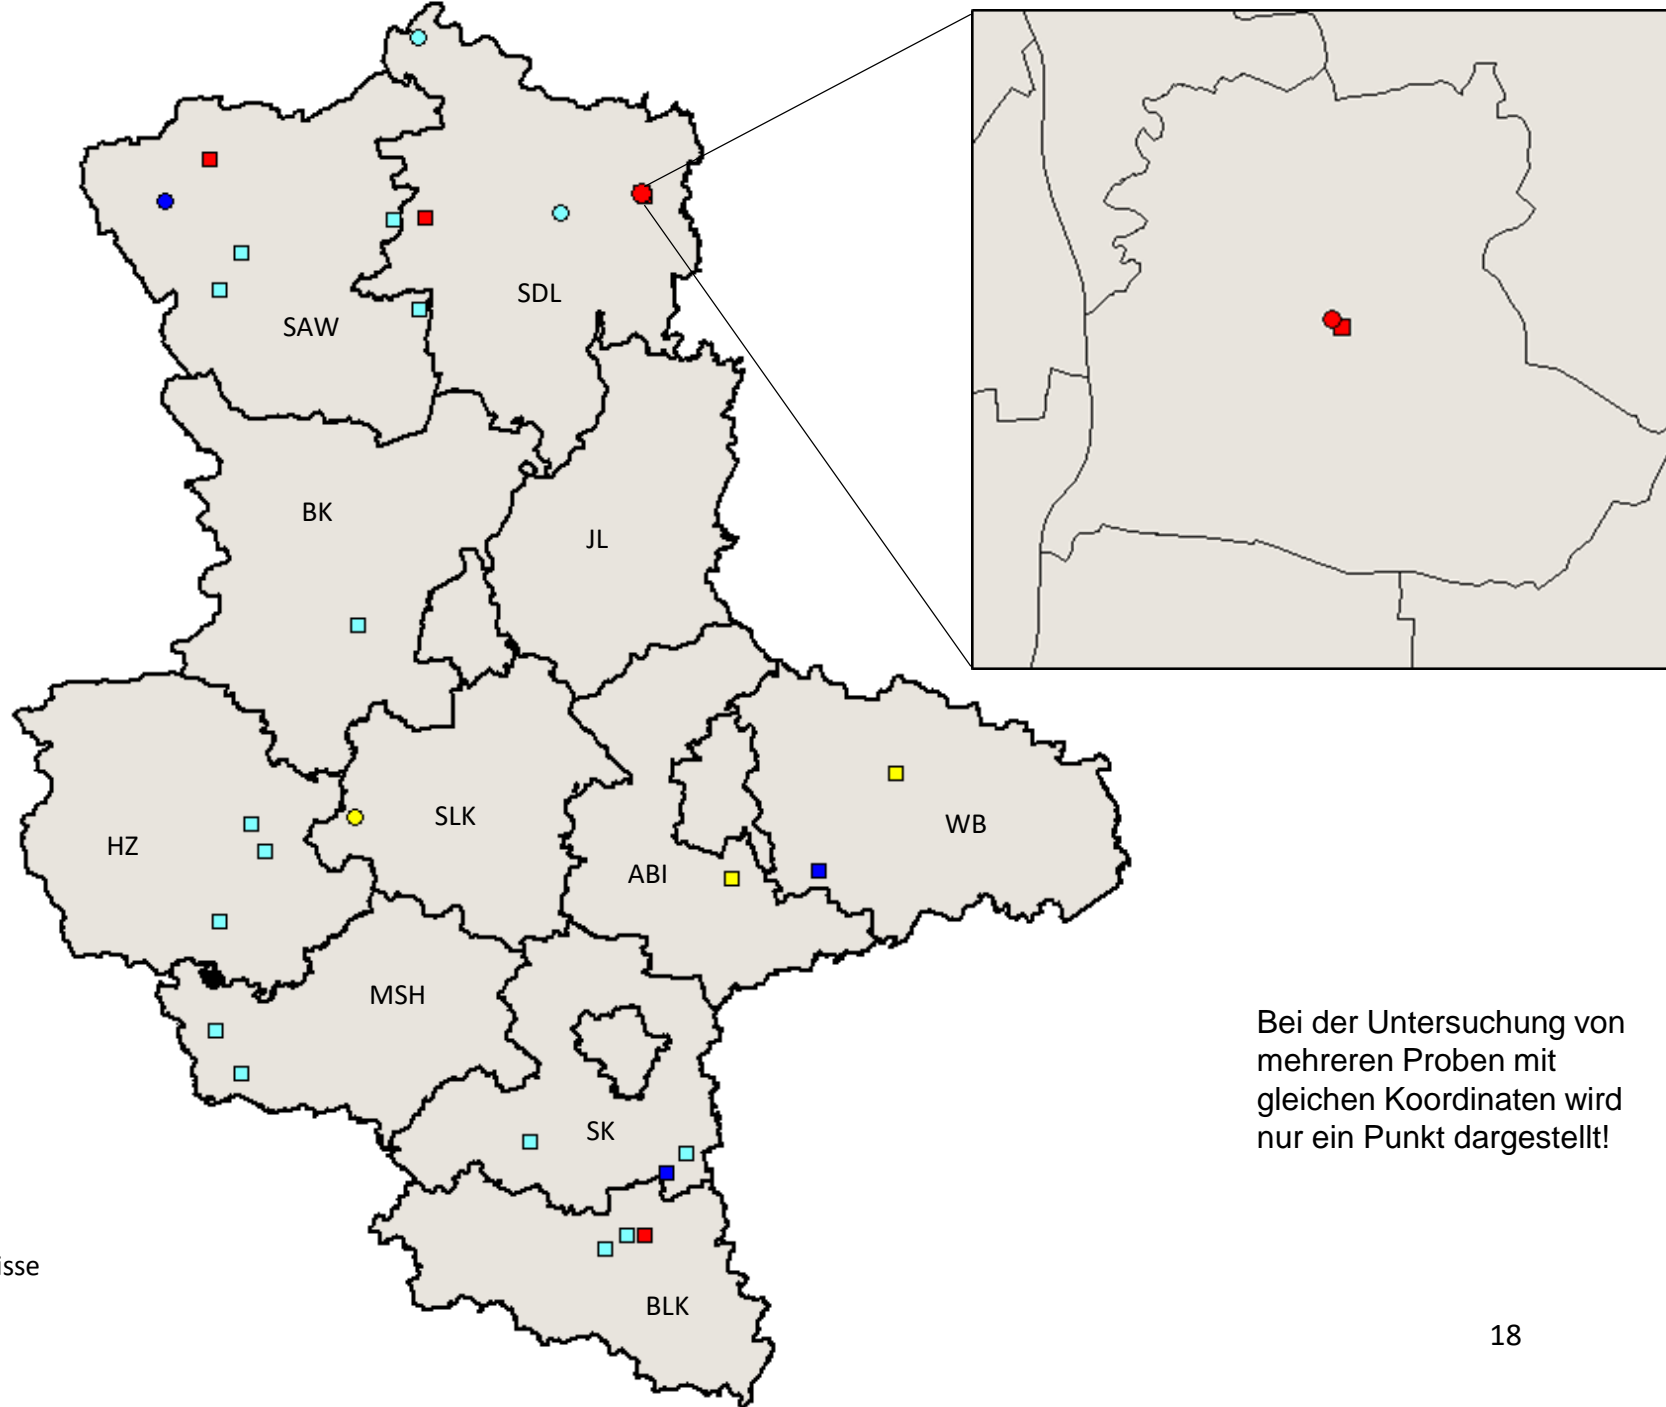 SDL
SAW
BK
JL
SLK
WB
HZ
ABI
MSH
Bei der Untersuchung von
mehreren Proben mit
gleichen Koordinaten wird
nur ein Punkt dargestellt!
SK
isse
BLK
18